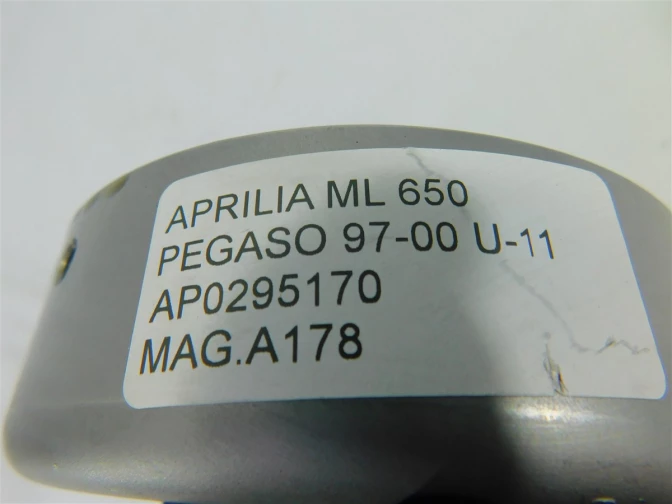 APRILIA ML 650
PEGASO 97-00 U-11
AP0295170
MAG.A178